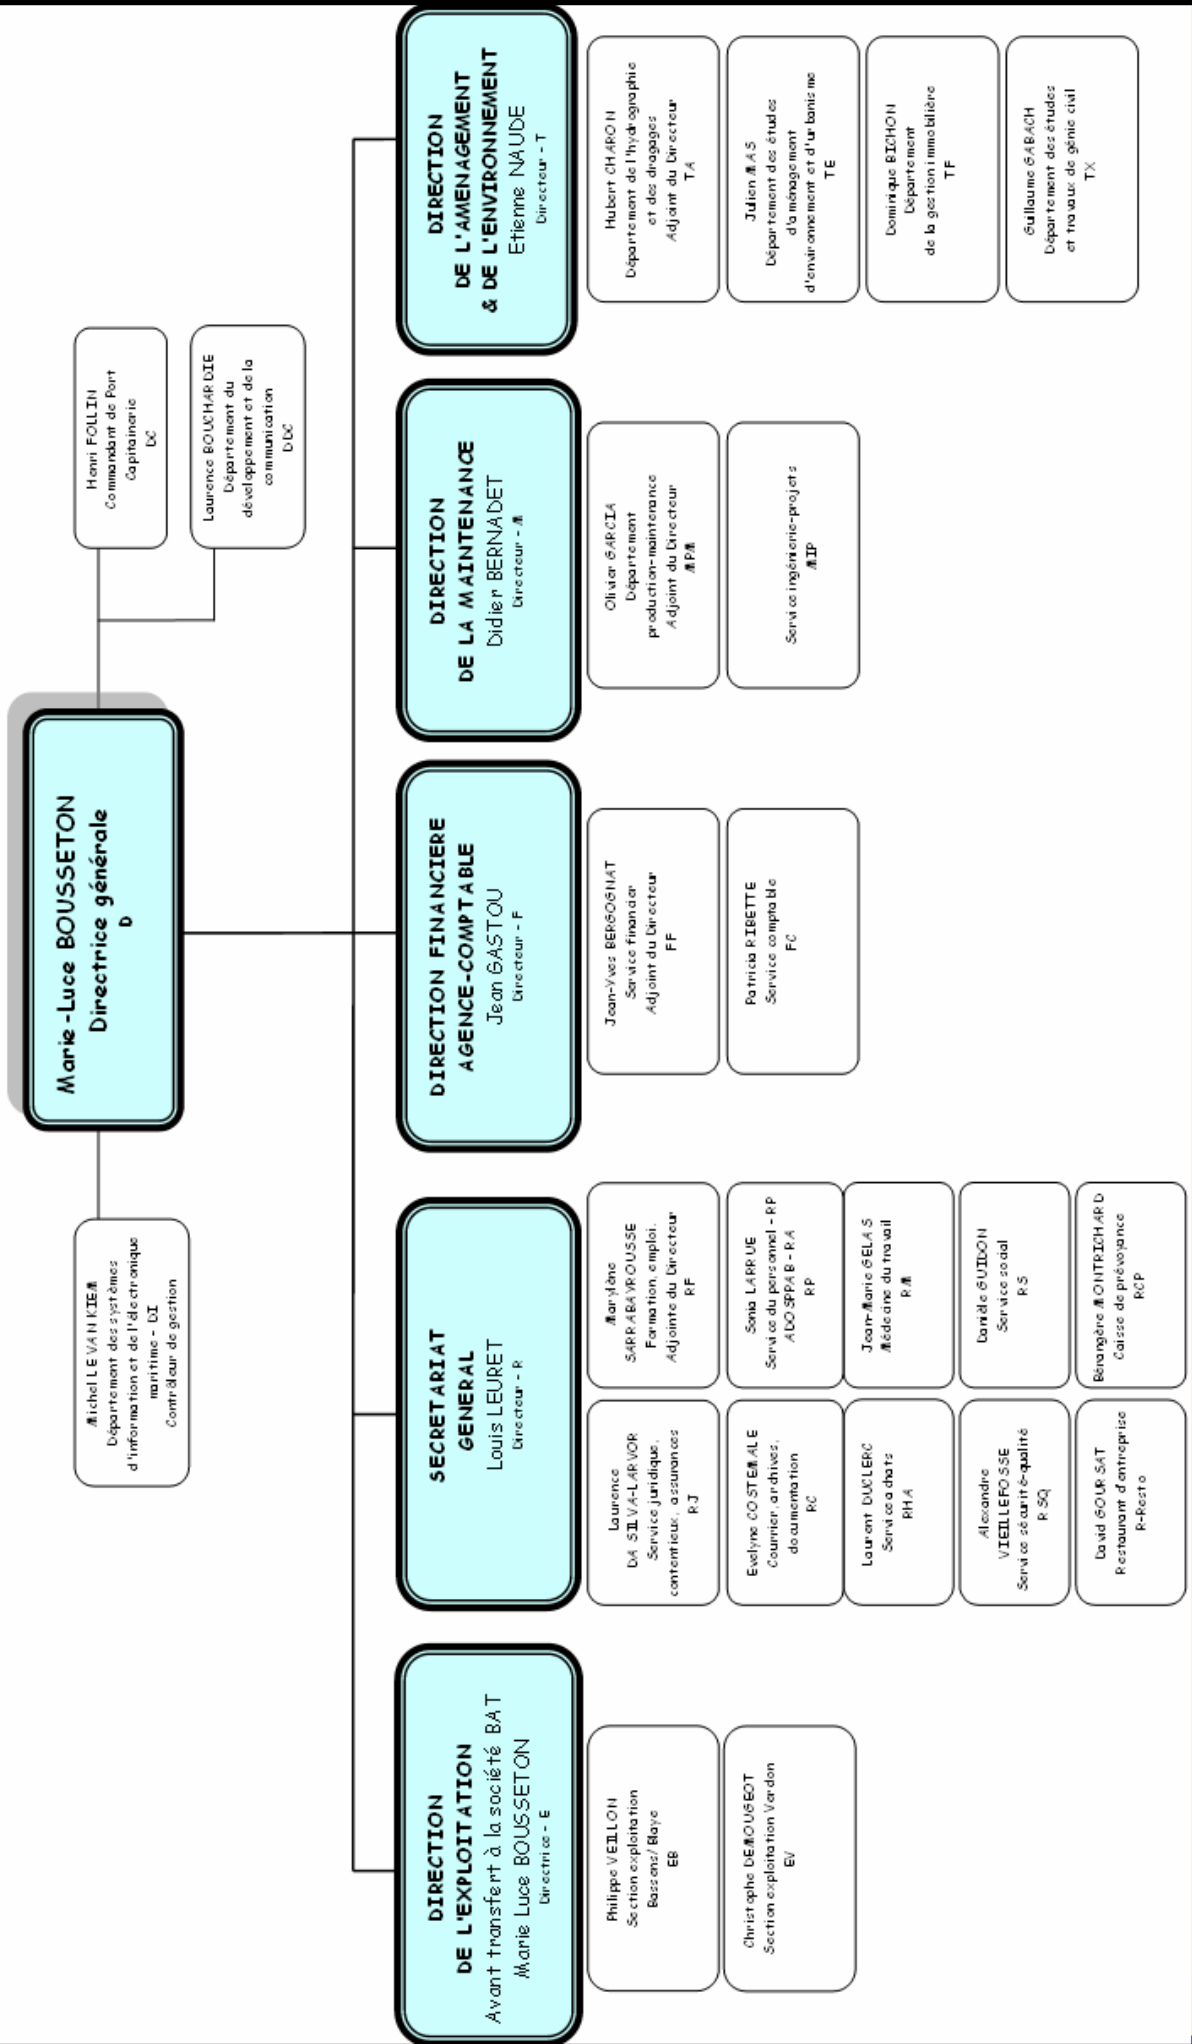 Marie-Luce BOUSSETON
Directrice générale
D
Michel LE VAN KIEM
Département des systèmes
d'information et de l'électronique
maritime - DI
Contrôleur de gestion
Henri FOLLIN
Commandant de Port
Capitainerie
DC
Laurence BOUCHARDIE
Département du
développement et de la
communication
DDC
DIRECTION
DE L'EXPLOITATION
Avant transfert à la société BAT
Marie Luce BOUSSETON
Directrice - E
Philippe VEILLON
Section exploitation
Bassens/Blaye
EB
Christophe DEMOUGEOT
Section exploitation Verdon
EV
SECRETARIAT
GENERAL
Louis LEURET
Directeur - R
Laurence
DA SILVA-LARVOR
Service juridique,
contentieux, assurances
RJ
Evelyne COSTEMALE
Courrier, archives,
documentation
RC
Laurent DUCLERC
Service achats
RHA
Alexandre
VIEILLEFOSSE
Service sécurité-qualité
RSQ
David GOURSAT
Restaurant d'entreprise
R-Resto
Marylène
SARRABAYROUSSE
Formation, emploi.
Adjointe du Directeur
RF
Sonia LARRUE
Service du personnel - RP
ADOSPPAB - RA
RP
Jean-Marie GELAS
Médecine du travail
RM
Danièle GUIDON
Service social
RS
Bérangère MONTRICHARD
Caisse de prévoyance
RCP
DIRECTION FINANCIERE
AGENCE-COMPTABLE
Jean GASTOU
Directeur - F
Jean-Yves BERGOGNAT
Service financier
Adjoint du Directeur
FF
Patricia RIBETTE
Service comptable
FC
DIRECTION
DE LA MAINTENANCE
Didier BERNADET
Directeur - M
Olivier GARCIA
Département
production-maintenance
Adjoint du Directeur
MPM
Service ingénierie-projets
MIP
DIRECTION
DE L'AMENAGEMENT
& DE L'ENVIRONNEMENT
Etienne NAUDE
Directeur - T
Hubert CHARON
Département de l'hydrographie
et des dragages
Adjoint du Directeur
TA
Julien MAS
Département des études
d'aménagement
d'environnement et d'urbanisme
TE
Dominique BICHON
Département
de la gestion immobilière
TF
Guillaume GABACH
Département des études
et travaux de génie civil
TX